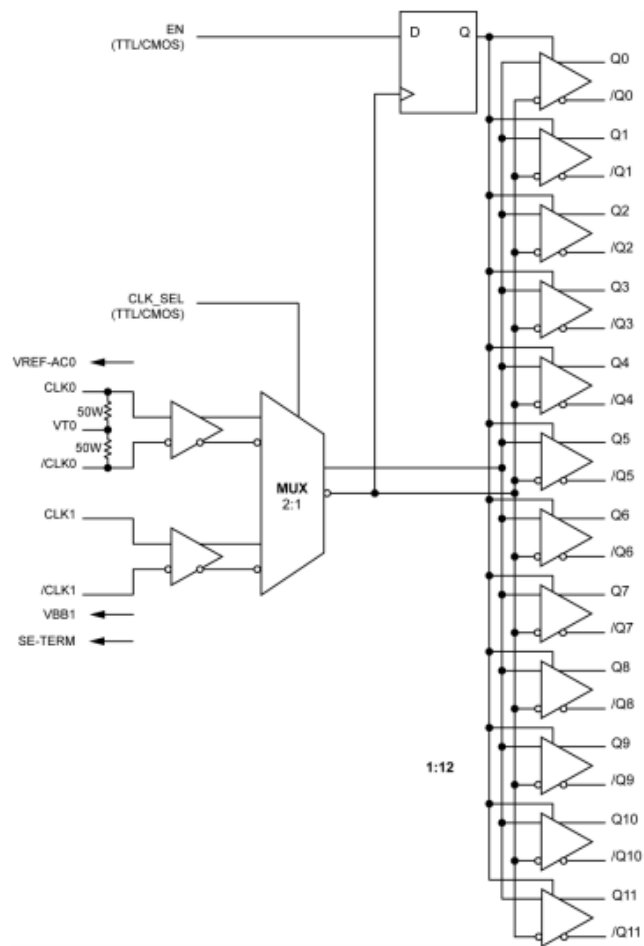 EN
(TTL/CMOS)
D Q
Q0
/Q0
Q1
/Q1
Q2
/Q2
CLK_SEL
(TTL/CMOS)
Q3
/Q3
VREF-AC0
CLK0
50W
VT0
50W
/CLK0
Q4
/Q4
Q5
/Q5
MUX
2:1
CLK1
/CLK1
VBB1
SE-TERM
Q6
/Q6
Q7
/Q7
Q8
/Q8
1:12
Q9
/Q9
Q10
/Q10
Q11
/Q11